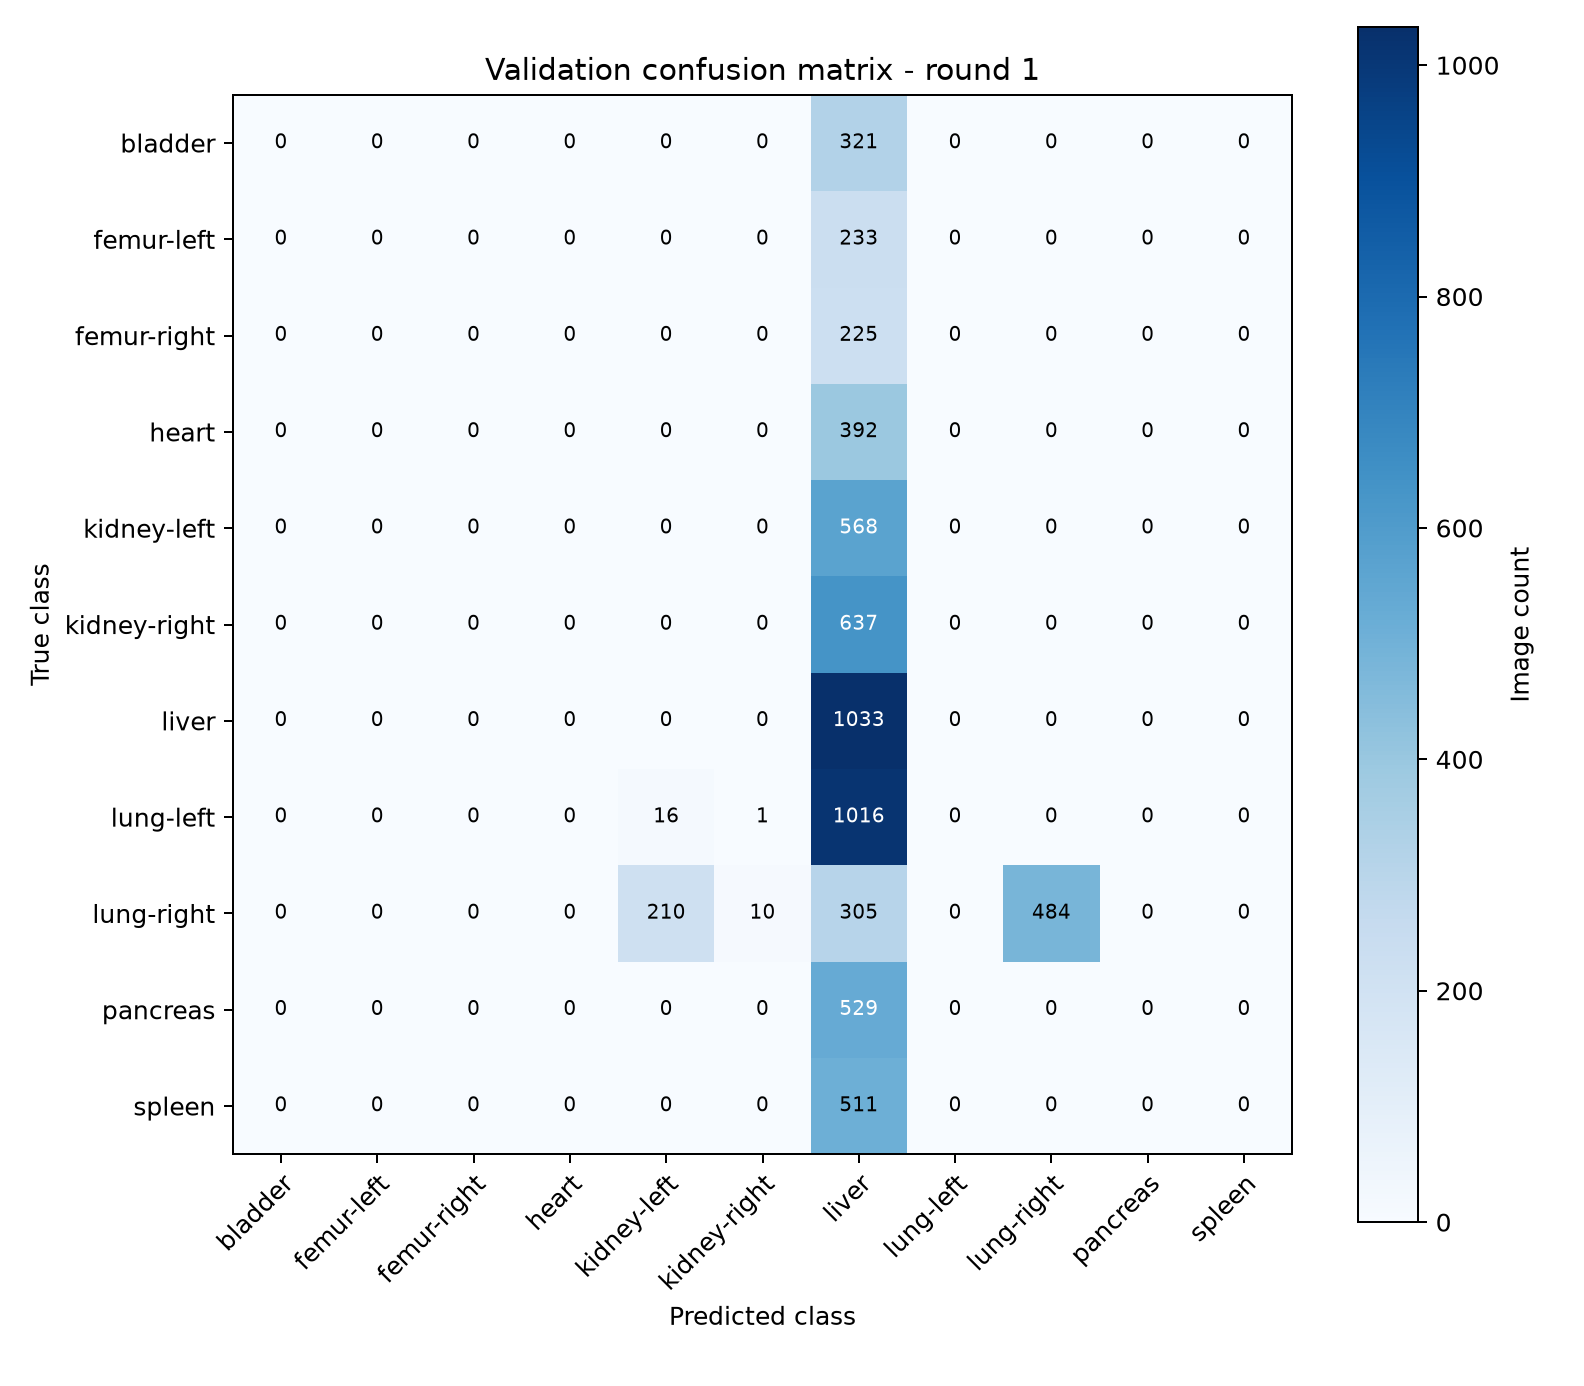 Validation confusion matrix - round 1
True class
bladder 0 0 0 0 0 0 321 0 0 0 0
femur-left 0 0 0 0 0 0 233 0 0 0 0
femur-right 0 0 0 0 0 0 225 0 0 0 0
heart 0 0 0 0 0 0 392 0 0 0 0
kidney-left 0 0 0 0 0 0 568 0 0 0 0
kidney-right 0 0 0 0 0 0 637 0 0 0 0
liver 0 0 0 0 0 0 1033 0 0 0 0
lung-left 0 0 0 0 16 1 1016 0 0 0 0
lung-right 0 0 0 0 210 10 305 0 484 0 0
pancreas 0 0 0 0 0 0 529 0 0 0 0
spleen 0 0 0 0 0 0 511 0 0 0 0
bladder femur-left femur-right heart kidney-left kidney-right liver lung-left lung-right pancreas spleen
Predicted class
1000
800
600
400
200
0
Image count